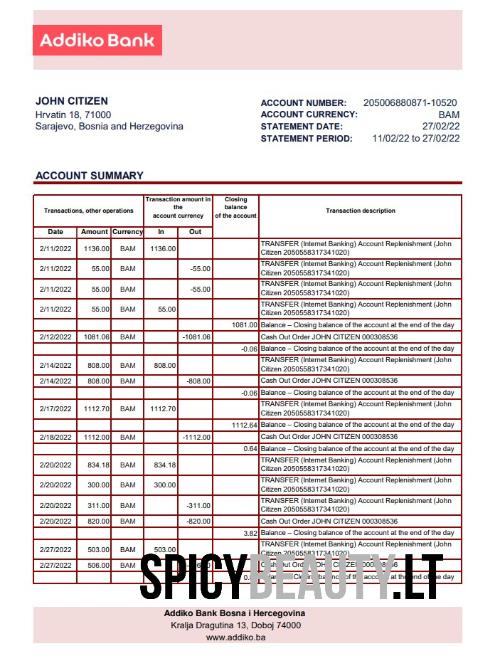 Addiko Bank
JOHN CITIZEN
Hrvatin 18, 71000
Sarajevo, Bosnia and Herzegovina
ACCOUNT NUMBER: 205006880871-10520
ACCOUNT CURRENCY: BAM
STATEMENT DATE: 27/02/22
STATEMENT PERIOD: 11/02/22 to 27/02/22
ACCOUNT SUMMARY
Transactions, other operations
Transaction amount in
the
account currency
Closing
balance
of the account
Transaction description
Date Amount Currency In Out
2/11/2022 1136.00 BAM 1136.00 TRANSFER (Internet Banking) Account Replenishment (John
Citizen 2050558317341020)
2/11/2022 55.00 BAM -55.00 TRANSFER (Internet Banking) Account Replenishment (John
Citizen 2050558317341020)
2/11/2022 55.00 BAM -55.00 TRANSFER (Internet Banking) Account Replenishment (John
Citizen 2050558317341020)
2/11/2022 55.00 BAM 55.00 TRANSFER (Internet Banking) Account Replenishment (John
Citizen 2050558317341020)
1081.00 Balance – Closing balance of the account at the end of the day
2/12/2022 1081.06 BAM -1081.06 Cash Out Order JOHN CITIZEN 000308536
-0.06 Balance – Closing balance of the account at the end of the day
2/14/2022 808.00 BAM 808.00 TRANSFER (Internet Banking) Account Replenishment (John
Citizen 2050558317341020)
2/14/2022 808.00 BAM -808.00 Cash Out Order JOHN CITIZEN 000308536
-0.06 Balance – Closing balance of the account at the end of the day
2/17/2022 1112.70 BAM 1112.70 TRANSFER (Internet Banking) Account Replenishment (John
Citizen 2050558317341020)
1112.64 Balance – Closing balance of the account at the end of the day
2/18/2022 1112.00 BAM -1112.00 Cash Out Order JOHN CITIZEN 000308536
0.64 Balance – Closing balance of the account at the end of the day
2/20/2022 834.18 BAM 834.18 TRANSFER (Internet Banking) Account Replenishment (John
Citizen 2050558317341020)
2/20/2022 300.00 BAM 300.00 TRANSFER (Internet Banking) Account Replenishment (John
Citizen 2050558317341020)
2/20/2022 311.00 BAM -311.00 TRANSFER (Internet Banking) Account Replenishment (John
Citizen 2050558317341020)
2/20/2022 820.00 BAM -820.00 Cash Out Order JOHN CITIZEN 000308536
3.82 Balance – Closing balance of the account at the end of the day
2/27/2022 503.00 BAM 503.00 TRANSFER (Internet Banking) Account Replenishment (John
Citizen 2050558317341020)
2/27/2022 506.00 BAM Cash Out Order JOHN CITIZEN 000308536
Closing balance of the account at the end of the day
SPICYBEAUTY.LT
Addiko Bank Bosna i Hercegovina
Kralja Dragutina 13, Doboj 74000
www.addiko.ba